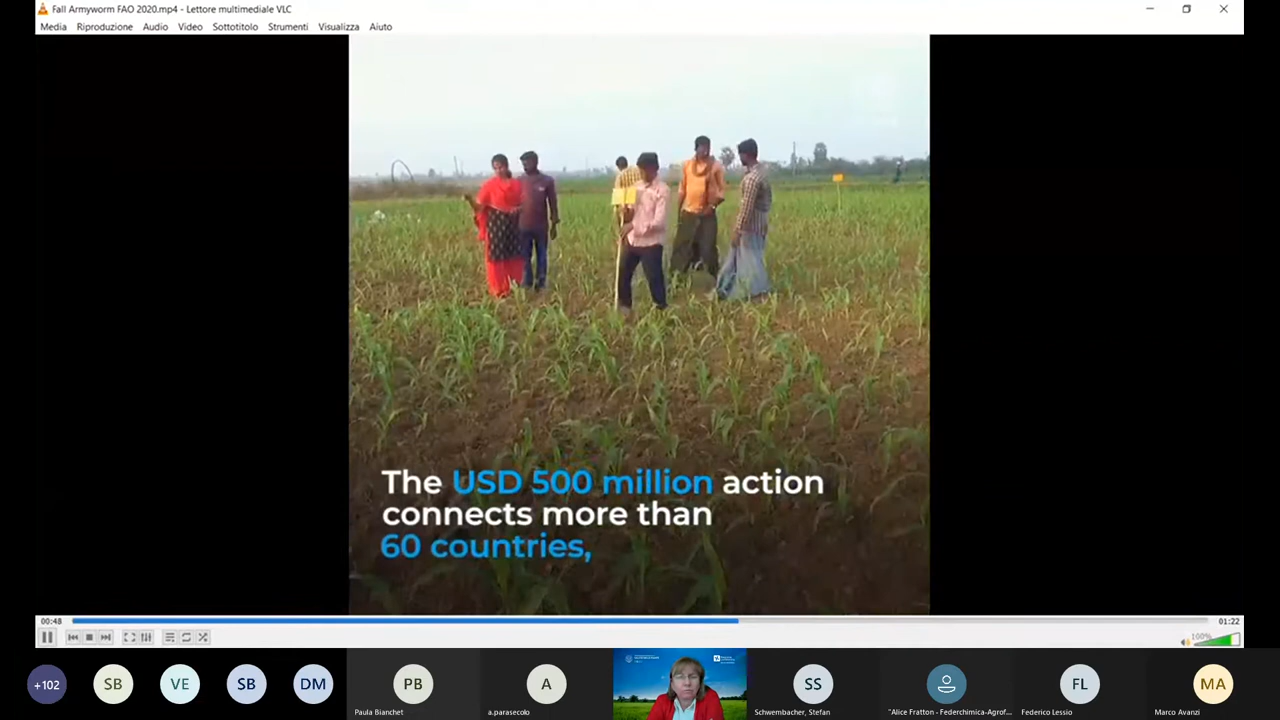 Fall Armyworm FAO 2020.mp4 - Lettore multimediale VLC
Media Riproduzione Audio Video Sottotitolo Strumenti Visualizza Aiuto
The USD 500 million action
connects more than
60 countries,
00:48
01:22
100%
+102
SB
VE
SB
DM
PB
A
SS
FL
MA
Paula Bianchet
a.parasecolo
Schwembacher, Stefan
"Alice Fratton - Federchimica-Agrof...
Federico Lessio
Marco Avanzi